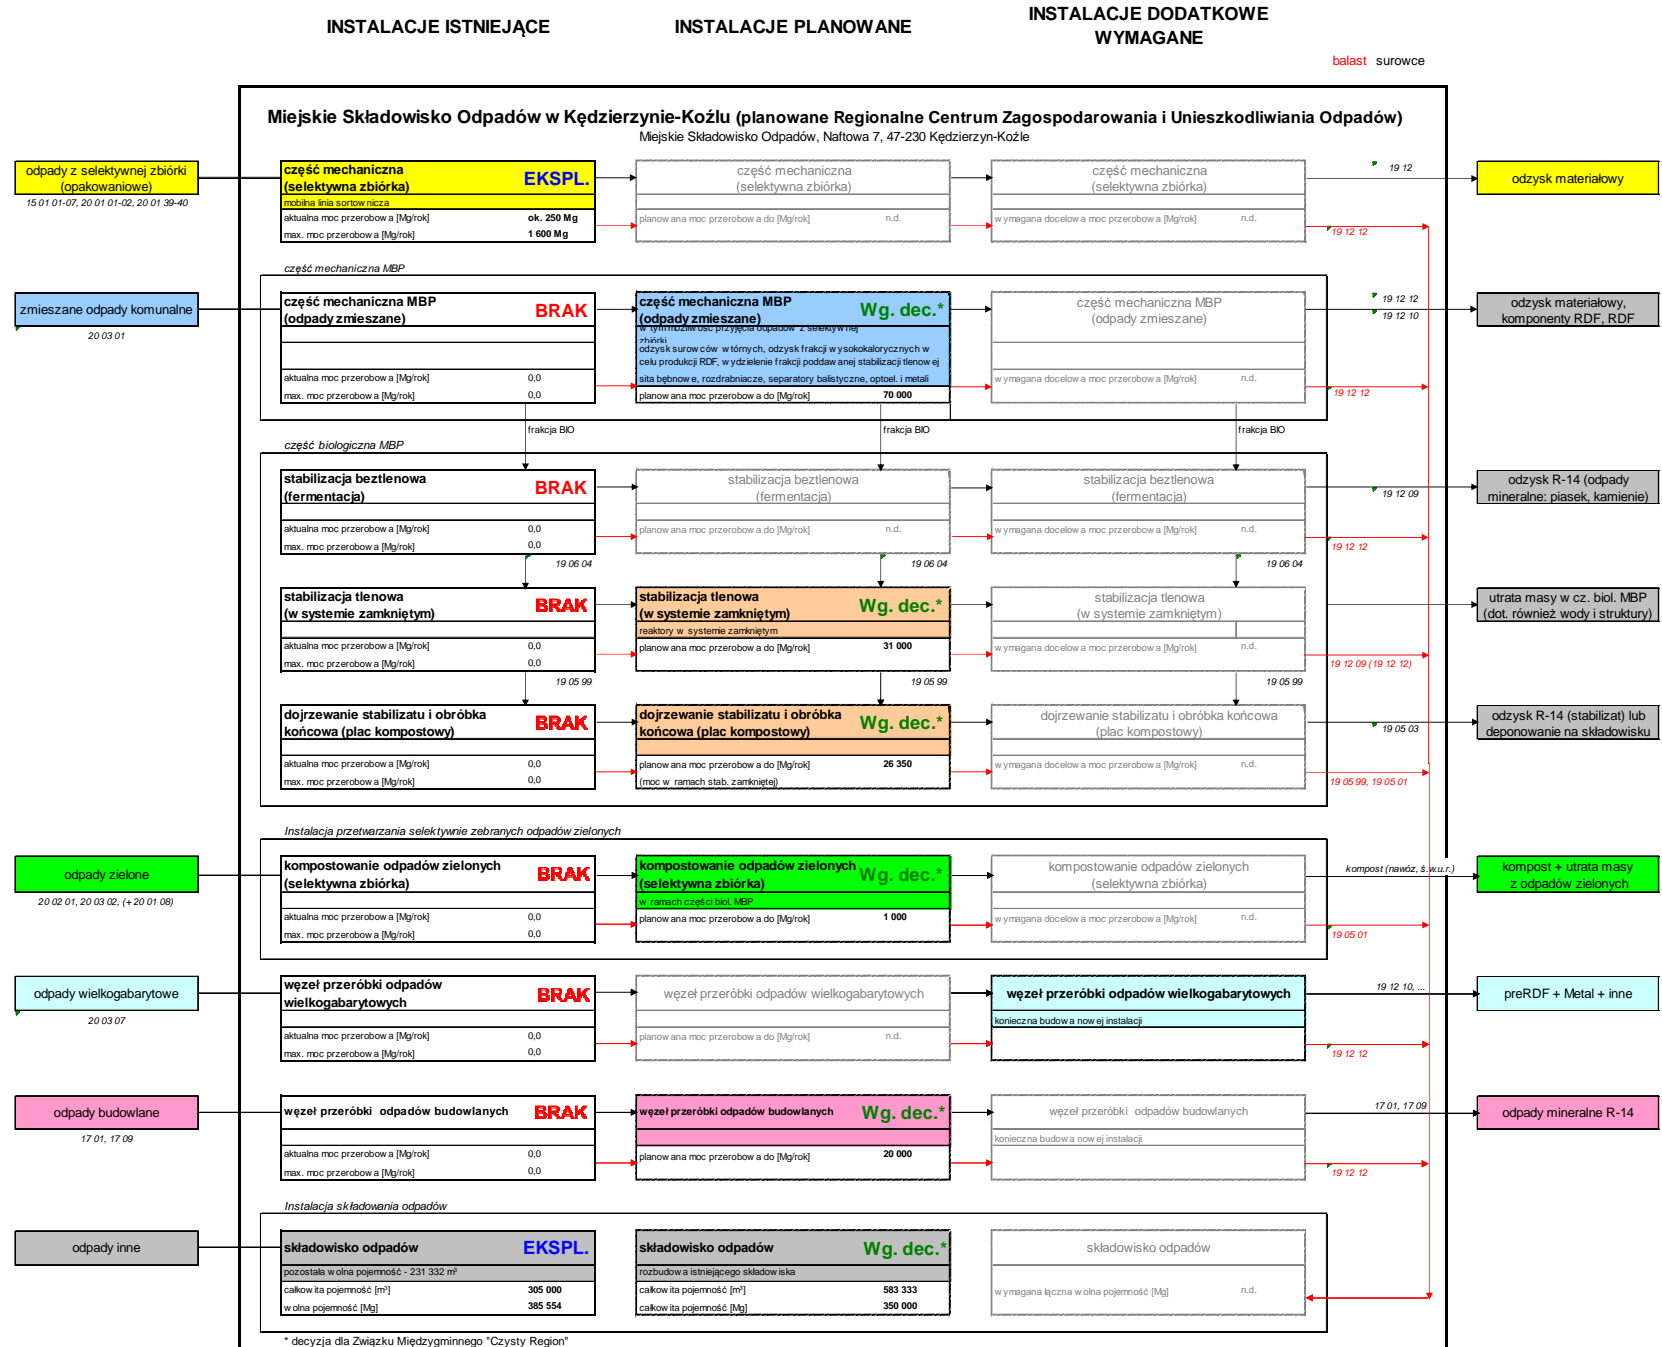 INSTALACJE ISTNIEJĄCE
INSTALACJE PLANOWANE
INSTALACJE DODATKOWE
WYMAGANE
balast surowce
Miejskie Składowisko Odpadów w Kędzierzynie-Koźlu (planowane Regionalne Centrum Zagospodarowania i Unieszkodliwiania Odpadów)
Miejskie Składowisko Odpadów, Naftowa 7, 47-230 Kędzierzyn-Koźle
odpady z selektywnej zbiórki
(opakowaniowe)
15 01 01-07, 20 01 01-02, 20 01 39-40
część mechaniczna
(selektywna zbiórka)
EKSPL.
mobilna linia sortownicza
aktualna moc przerobowa [Mg/rok] ok. 250 Mg
max. moc przerobowa [Mg/rok] 1 600 Mg
część mechaniczna
(selektywna zbiórka)
planowana moc przerobowa do [Mg/rok] n.d.
część mechaniczna
(selektywna zbiórka)
wymagana docelowa moc przerobowa [Mg/rok] n.d.
19 12
19 12 12
odzysk materiałowy
część mechaniczna MBP
zmieszane odpady komunalne
20 03 01
część mechaniczna MBP
(odpady zmieszane)
BRAK
aktualna moc przerobowa [Mg/rok] 0,0
max. moc przerobowa [Mg/rok] 0,0
część mechaniczna MBP
(odpady zmieszane)
Wg. dec.*
w tym możliwość przyjęcia odpadów z selektywnej
zbiórki
odzysk surowców wtórnych, odzysk frakcji wysokokalorycznych w
celu produkcji RDF, wydzielenie frakcji poddawanej stabilizacji tlenowej
sita bębnowe, rozdrabniacze, separatory balistyczne, optoel. i metali
planowana moc przerobowa do [Mg/rok] 70 000
część mechaniczna MBP
(odpady zmieszane)
wymagana docelowa moc przerobowa [Mg/rok] n.d.
19 12 12
19 12 10
19 12 12
odzysk materiałowy,
komponenty RDF, RDF
frakcja BIO
frakcja BIO
frakcja BIO
część biologiczna MBP
stabilizacja beztlenowa
(fermentacja)
BRAK
aktualna moc przerobowa [Mg/rok] 0,0
max. moc przerobowa [Mg/rok] 0,0
stabilizacja beztlenowa
(fermentacja)
planowana moc przerobowa do [Mg/rok] n.d.
stabilizacja beztlenowa
(fermentacja)
wymagana docelowa moc przerobowa [Mg/rok] n.d.
19 12 09
19 12 12
odzysk R-14 (odpady
mineralne: piasek, kamienie)
19 06 04
19 06 04
19 06 04
stabilizacja tlenowa
(w systemie zamkniętym)
BRAK
aktualna moc przerobowa [Mg/rok] 0,0
max. moc przerobowa [Mg/rok] 0,0
stabilizacja tlenowa
(w systemie zamkniętym)
Wg. dec.*
reaktory w systemie zamkniętym
planowana moc przerobowa do [Mg/rok] 31 000
stabilizacja tlenowa
(w systemie zamkniętym)
wymagana docelowa moc przerobowa [Mg/rok] n.d.
19 12 09 (19 12 12)
utrata masy w cz. biol. MBP
(dot. również wody i struktury)
19 05 99
19 05 99
19 05 99
dojrzewanie stabilizatu i obróbka
końcowa (plac kompostowy)
BRAK
aktualna moc przerobowa [Mg/rok] 0,0
max. moc przerobowa [Mg/rok] 0,0
dojrzewanie stabilizatu i obróbka
końcowa (plac kompostowy)
Wg. dec.*
planowana moc przerobowa do [Mg/rok] 26 350
(moc w ramach stab. zamkniętej)
dojrzewanie stabilizatu i obróbka końcowa
(plac kompostowy)
wymagana docelowa moc przerobowa [Mg/rok] n.d.
19 05 03
19 05 99, 19 05 01
odzysk R-14 (stabilizat) lub
deponowanie na składowisku
Instalacja przetwarzania selektywnie zebranych odpadów zielonych
odpady zielone
20 02 01, 20 03 02, (+ 20 01 08)
kompostowanie odpadów zielonych
(selektywna zbiórka)
BRAK
aktualna moc przerobowa [Mg/rok] 0,0
max. moc przerobowa [Mg/rok] 0,0
kompostowanie odpadów zielonych
(selektywna zbiórka)
Wg. dec.*
w ramach części biol. MBP
planowana moc przerobowa do [Mg/rok] 1 000
kompostowanie odpadów zielonych
(selektywna zbiórka)
wymagana docelowa moc przerobowa [Mg/rok] n.d.
kompost (nawóz, ś.w.u.r.)
19 05 01
kompost + utrata masy
z odpadów zielonych
odpady wielkogabarytowe
20 03 07
węzeł przeróbki odpadów
wielkogabarytowych
BRAK
aktualna moc przerobowa [Mg/rok] 0,0
max. moc przerobowa [Mg/rok] 0,0
węzeł przeróbki odpadów wielkogabarytowych
planowana moc przerobowa do [Mg/rok] n.d.
węzeł przeróbki odpadów wielkogabarytowych
konieczna budowa nowej instalacji
19 12 10, ...
19 12 12
preRDF + Metal + inne
odpady budowlane
17 01, 17 09
węzeł przeróbki odpadów budowlanych
BRAK
aktualna moc przerobowa [Mg/rok] 0,0
max. moc przerobowa [Mg/rok] 0,0
węzeł przeróbki odpadów budowlanych
Wg. dec.*
planowana moc przerobowa do [Mg/rok] 20 000
węzeł przeróbki odpadów budowlanych
konieczna budowa nowej instalacji
17 01, 17 09
19 12 12
odpady mineralne R-14
Instalacja składowania odpadów
odpady inne
składowisko odpadów
EKSPL.
pozostała wolna pojemność - 231 332 m³
całkowita pojemność [m³] 305 000
wolna pojemność [Mg] 385 554
składowisko odpadów
Wg. dec.*
rozbudowa istniejącego składowiska
całkowita pojemność [m³] 583 333
całkowita pojemność [Mg] 350 000
składowisko odpadów
wymagana łączna wolna pojemność [Mg] n.d.
* decyzja dla Związku Międzygminnego "Czysty Region"